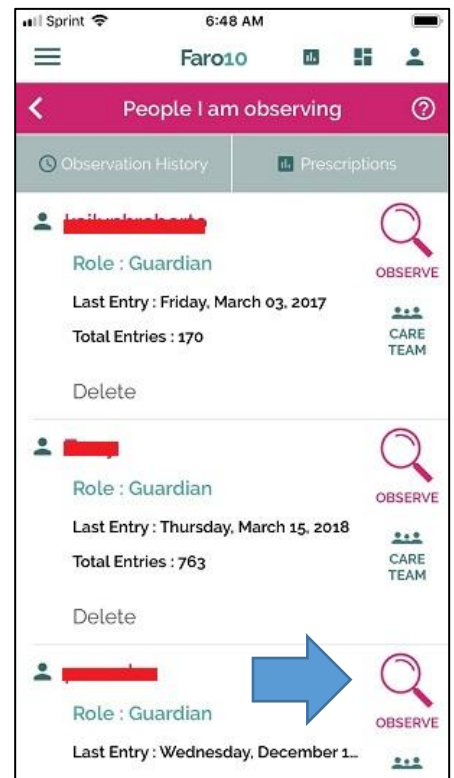 Sprint 6:48 AM
Faro10
People I am observing
Observation History Prescriptions
Role : Guardian
OBSERVE
Last Entry : Friday, March 03, 2017
Total Entries : 170
CARE
TEAM
Delete
Role : Guardian
OBSERVE
Last Entry : Thursday, March 15, 2018
Total Entries : 763
CARE
TEAM
Delete
Role : Guardian
OBSERVE
Last Entry : Wednesday, December 1...